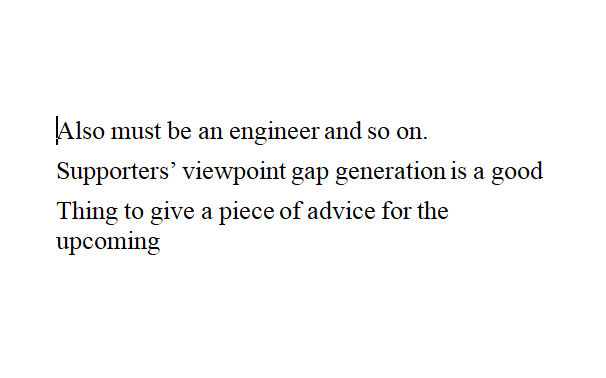 Also must be an engineer and so on.
Supporters’ viewpoint gap generation is a good
Thing to give a piece of advice for the
upcoming